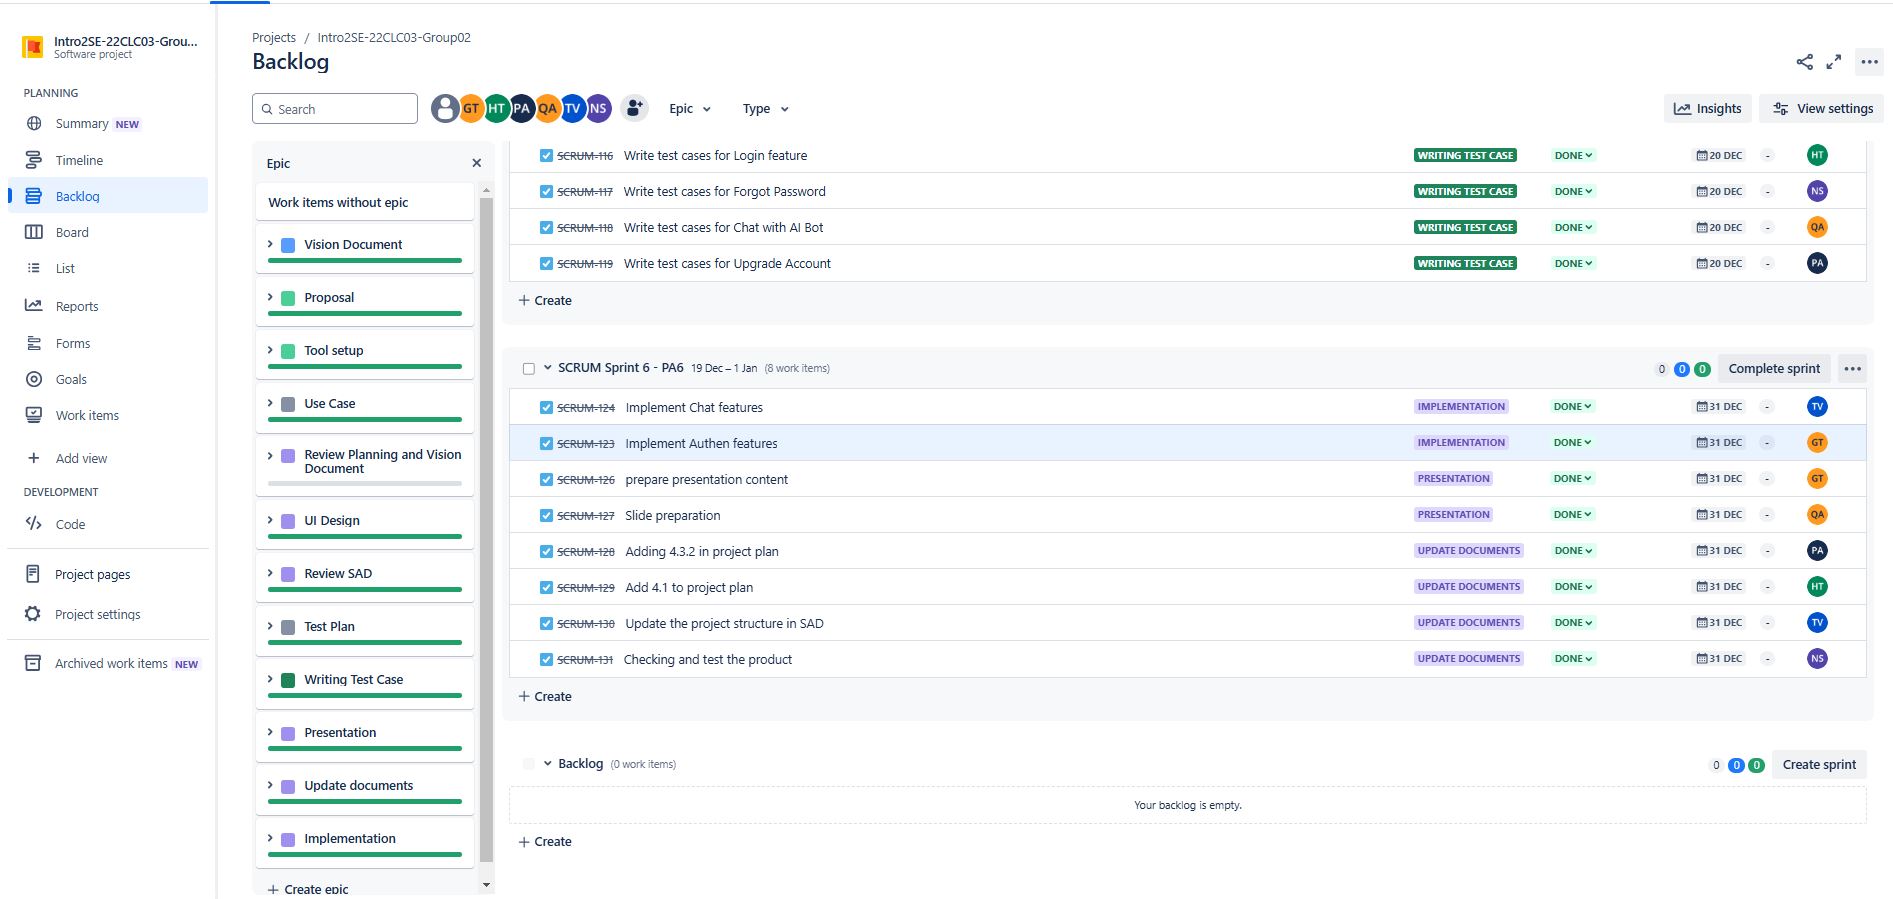 Intro2SE-22CLC03-Grou...
Software project
PLANNING
Summary NEW
Timeline
Backlog
Board
List
Reports
Forms
Goals
Work items
Add view
DEVELOPMENT
Code
Project pages
Project settings
Archived work items NEW
Projects / Intro2SE-22CLC03-Group02
Backlog
Search
GT HT PA QA TV NS
Epic
Type
Insights
View settings
Epic
Work items without epic
Vision Document
Proposal
Tool setup
Use Case
Review Planning and Vision
Document
UI Design
Review SAD
Test Plan
Writing Test Case
Presentation
Update documents
Implementation
+ Create epic
SCRUM-116 Write test cases for Login feature WRITING TEST CASE DONE 20 DEC - HT
SCRUM-117 Write test cases for Forgot Password WRITING TEST CASE DONE 20 DEC - NS
SCRUM-118 Write test cases for Chat with AI Bot WRITING TEST CASE DONE 20 DEC - QA
SCRUM-119 Write test cases for Upgrade Account WRITING TEST CASE DONE 20 DEC - PA
+ Create
SCRUM Sprint 6 - PA6 19 Dec – 1 Jan (8 work items) 0 0 0 Complete sprint
SCRUM-124 Implement Chat features IMPLEMENTATION DONE 31 DEC - TV
SCRUM-123 Implement Authen features IMPLEMENTATION DONE 31 DEC - GT
SCRUM-126 prepare presentation content PRESENTATION DONE 31 DEC - GT
SCRUM-127 Slide preparation PRESENTATION DONE 31 DEC - QA
SCRUM-128 Adding 4.3.2 in project plan UPDATE DOCUMENTS DONE 31 DEC - PA
SCRUM-129 Add 4.1 to project plan UPDATE DOCUMENTS DONE 31 DEC - HT
SCRUM-130 Update the project structure in SAD UPDATE DOCUMENTS DONE 31 DEC - TV
SCRUM-131 Checking and test the product UPDATE DOCUMENTS DONE 31 DEC - NS
+ Create
Backlog (0 work items) 0 0 0 Create sprint
Your backlog is empty.
+ Create